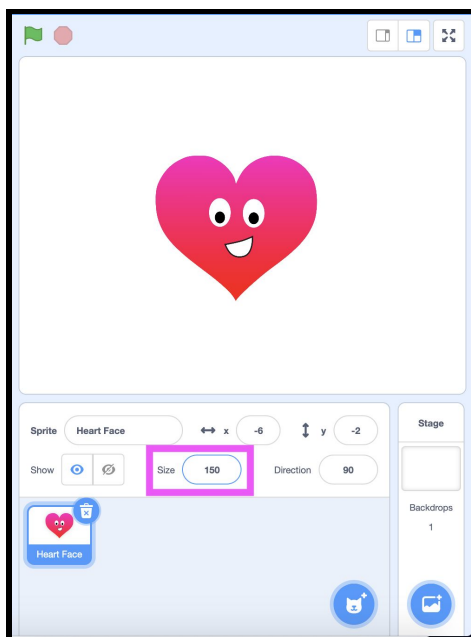 Sprite Heart Face x -6 y -2
Show Size 150 Direction 90
Heart Face
Stage
Backdrops
1